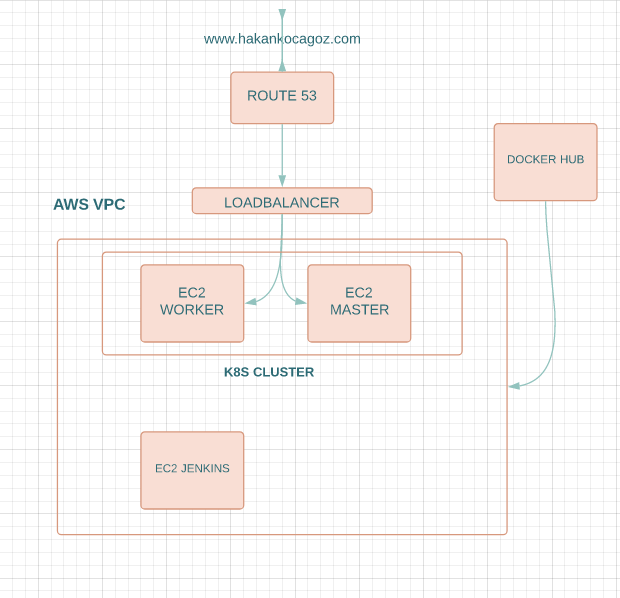 www.hakankocagoz.com
ROUTE 53
DOCKER HUB
AWS VPC
LOADBALANCER
EC2
WORKER
EC2
MASTER
K8S CLUSTER
EC2 JENKINS